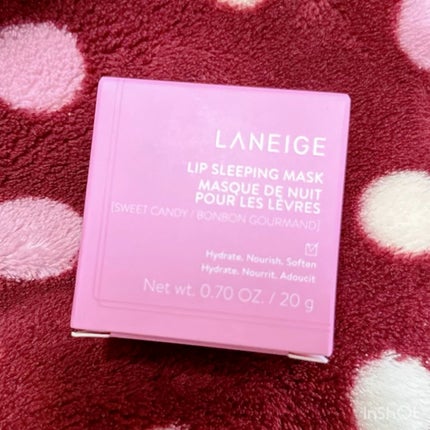 LANEIGE
LIP SLEEPING MASK
MASQUE DE NUIT
POUR LES LÈVRES
[SWEET CANDY / BONBON GOURMAND]
Hydrate. Nourish. Soften
Hydrate. Nourrit. Adoucit
Net wt. 0.70 OZ. / 20 g
InShOt